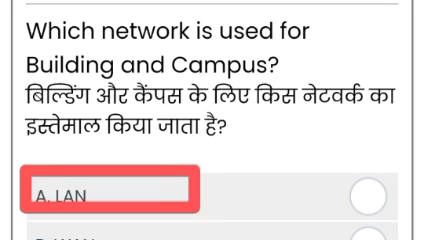 Which network is used for
Building and Campus?
बिल्डिंग और कैंपस के लिए किस नेटवर्क का
इस्तेमाल किया जाता है?
A. LAN